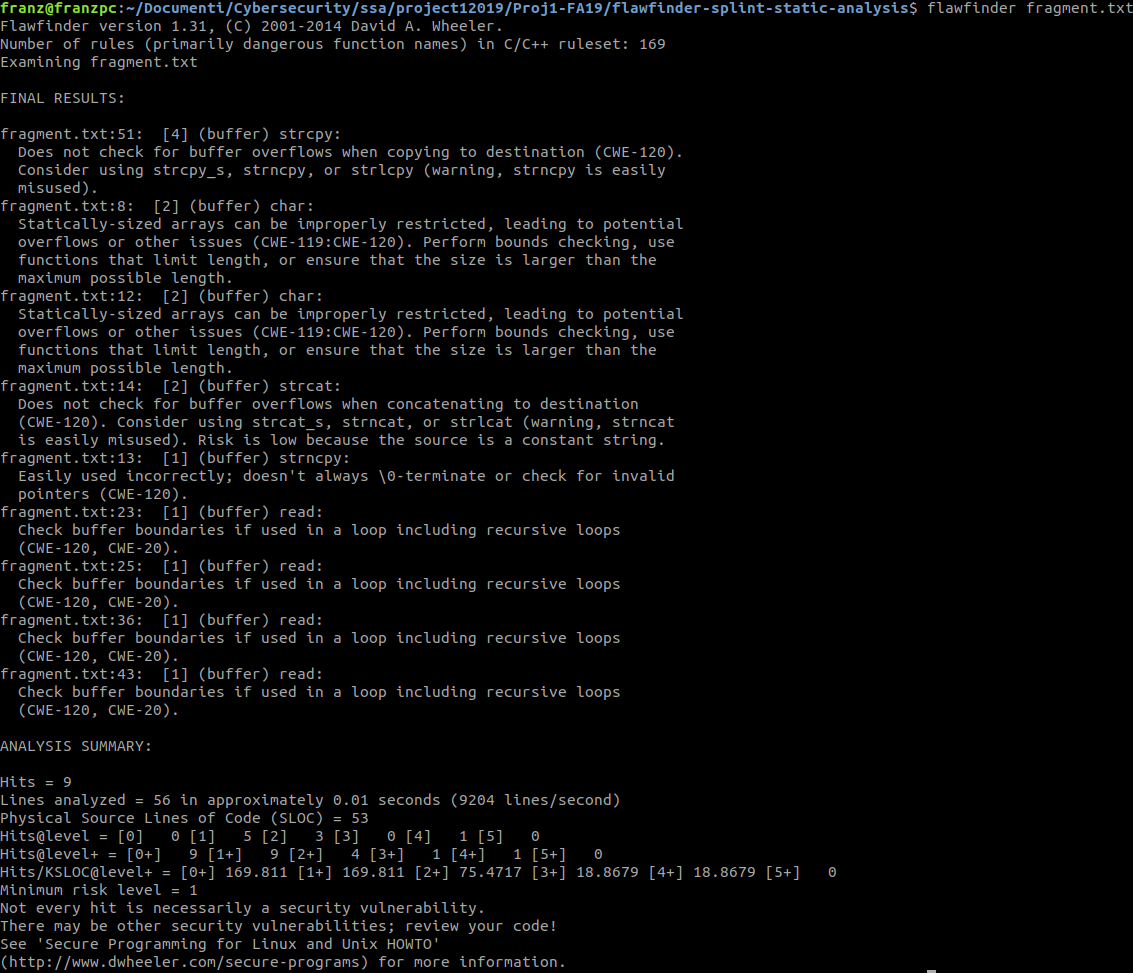 franz@franzpc:~/Documenti/Cybersecurity/ssa/project12019/Proj1-FA19/flawfinder-splint-static-analysis$ flawfinder fragment.txt
Flawfinder version 1.31, (C) 2001-2014 David A. Wheeler.
Number of rules (primarily dangerous function names) in C/C++ ruleset: 169
Examining fragment.txt

FINAL RESULTS:

fragment.txt:51:  [4] (buffer) strcpy:
  Does not check for buffer overflows when copying to destination (CWE-120).
  Consider using strcpy_s, strncpy, or strlcpy (warning, strncpy is easily
  misused).
fragment.txt:8:  [2] (buffer) char:
  Statically-sized arrays can be improperly restricted, leading to potential
  overflows or other issues (CWE-119:CWE-120). Perform bounds checking, use
  functions that limit length, or ensure that the size is larger than the
  maximum possible length.
fragment.txt:12:  [2] (buffer) char:
  Statically-sized arrays can be improperly restricted, leading to potential
  overflows or other issues (CWE-119:CWE-120). Perform bounds checking, use
  functions that limit length, or ensure that the size is larger than the
  maximum possible length.
fragment.txt:14:  [2] (buffer) strcat:
  Does not check for buffer overflows when concatenating to destination
  (CWE-120). Consider using strcat_s, strncat, or strlcat (warning, strncat
  is easily misused). Risk is low because the source is a constant string.
fragment.txt:13:  [1] (buffer) strncpy:
  Easily used incorrectly; doesn't always \0-terminate or check for invalid
  pointers (CWE-120).
fragment.txt:23:  [1] (buffer) read:
  Check buffer boundaries if used in a loop including recursive loops
  (CWE-120, CWE-20).
fragment.txt:25:  [1] (buffer) read:
  Check buffer boundaries if used in a loop including recursive loops
  (CWE-120, CWE-20).
fragment.txt:36:  [1] (buffer) read:
  Check buffer boundaries if used in a loop including recursive loops
  (CWE-120, CWE-20).
fragment.txt:43:  [1] (buffer) read:
  Check buffer boundaries if used in a loop including recursive loops
  (CWE-120, CWE-20).

ANALYSIS SUMMARY:

Hits = 9
Lines analyzed = 56 in approximately 0.01 seconds (9204 lines/second)
Physical Source Lines of Code (SLOC) = 53
Hits@level = [0]   0 [1]   5 [2]   3 [3]   0 [4]   1 [5]   0
Hits@level+ = [0+]   9 [1+]   9 [2+]   4 [3+]   1 [4+]   1 [5+]   0
Hits/KSLOC@level+ = [0+] 169.811 [1+] 169.811 [2+] 75.4717 [3+] 18.8679 [4+] 18.8679 [5+]   0
Minimum risk level = 1
Not every hit is necessarily a security vulnerability.
There may be other security vulnerabilities; review your code!
See 'Secure Programming for Linux and Unix HOWTO'
(http://www.dwheeler.com/secure-programs) for more information.